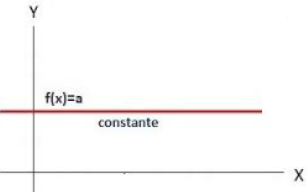 Y
f(x)=a
constante
X